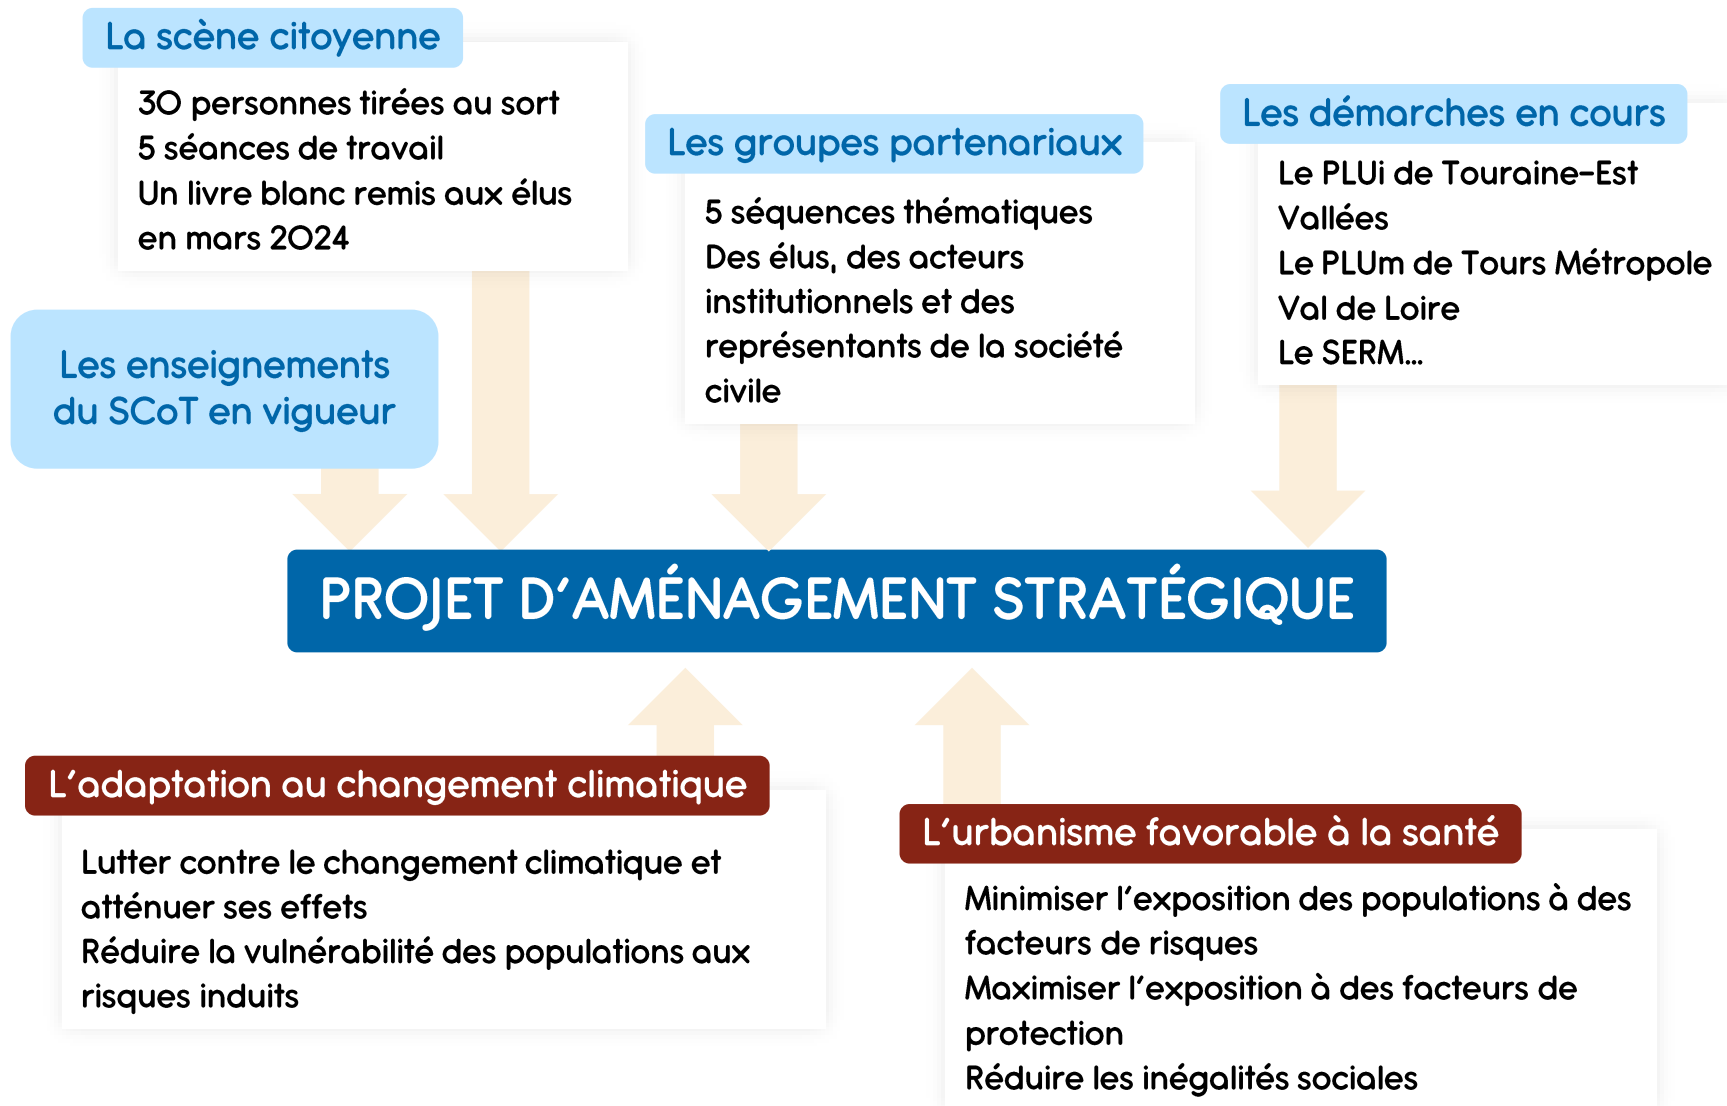 La scène citoyenne
30 personnes tirées au sort
5 séances de travail
Un livre blanc remis aux élus
en mars 2024
Les groupes partenariaux
5 séquences thématiques
Des élus, des acteurs
institutionnels et des
représentants de la société
civile
Les démarches en cours
Le PLUi de Touraine-Est
Vallées
Le PLUm de Tours Métropole
Val de Loire
Le SERM...
Les enseignements
du SCoT en vigueur
PROJET D'AMÉNAGEMENT STRATÉGIQUE
L'adaptation au changement climatique
Lutter contre le changement climatique et
atténuer ses effets
Réduire la vulnérabilité des populations aux
risques induits
L'urbanisme favorable à la santé
Minimiser l'exposition des populations à des
facteurs de risques
Maximiser l'exposition à des facteurs de
protection
Réduire les inégalités sociales